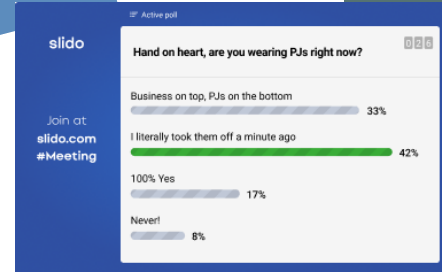 Active poll
slido
Hand on heart, are you wearing PJs right now?
026
Join at
slido.com
#Meeting
Business on top, PJs on the bottom
33%
I literally took them off a minute ago
42%
100% Yes
17%
Never!
8%